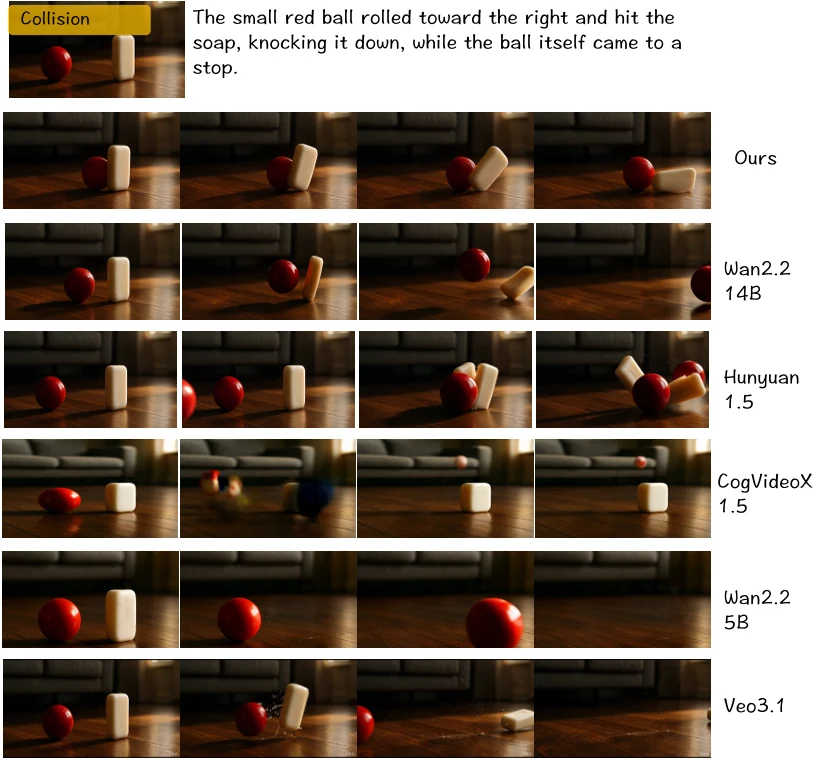 Collision
The small red ball rolled toward the right and hit the
soap, knocking it down, while the ball itself came to a
stop.
Ours
Wan2.2
14B
Hunyuan
1.5
CogVideoX
1.5
Wan2.2
5B
Veo3.1